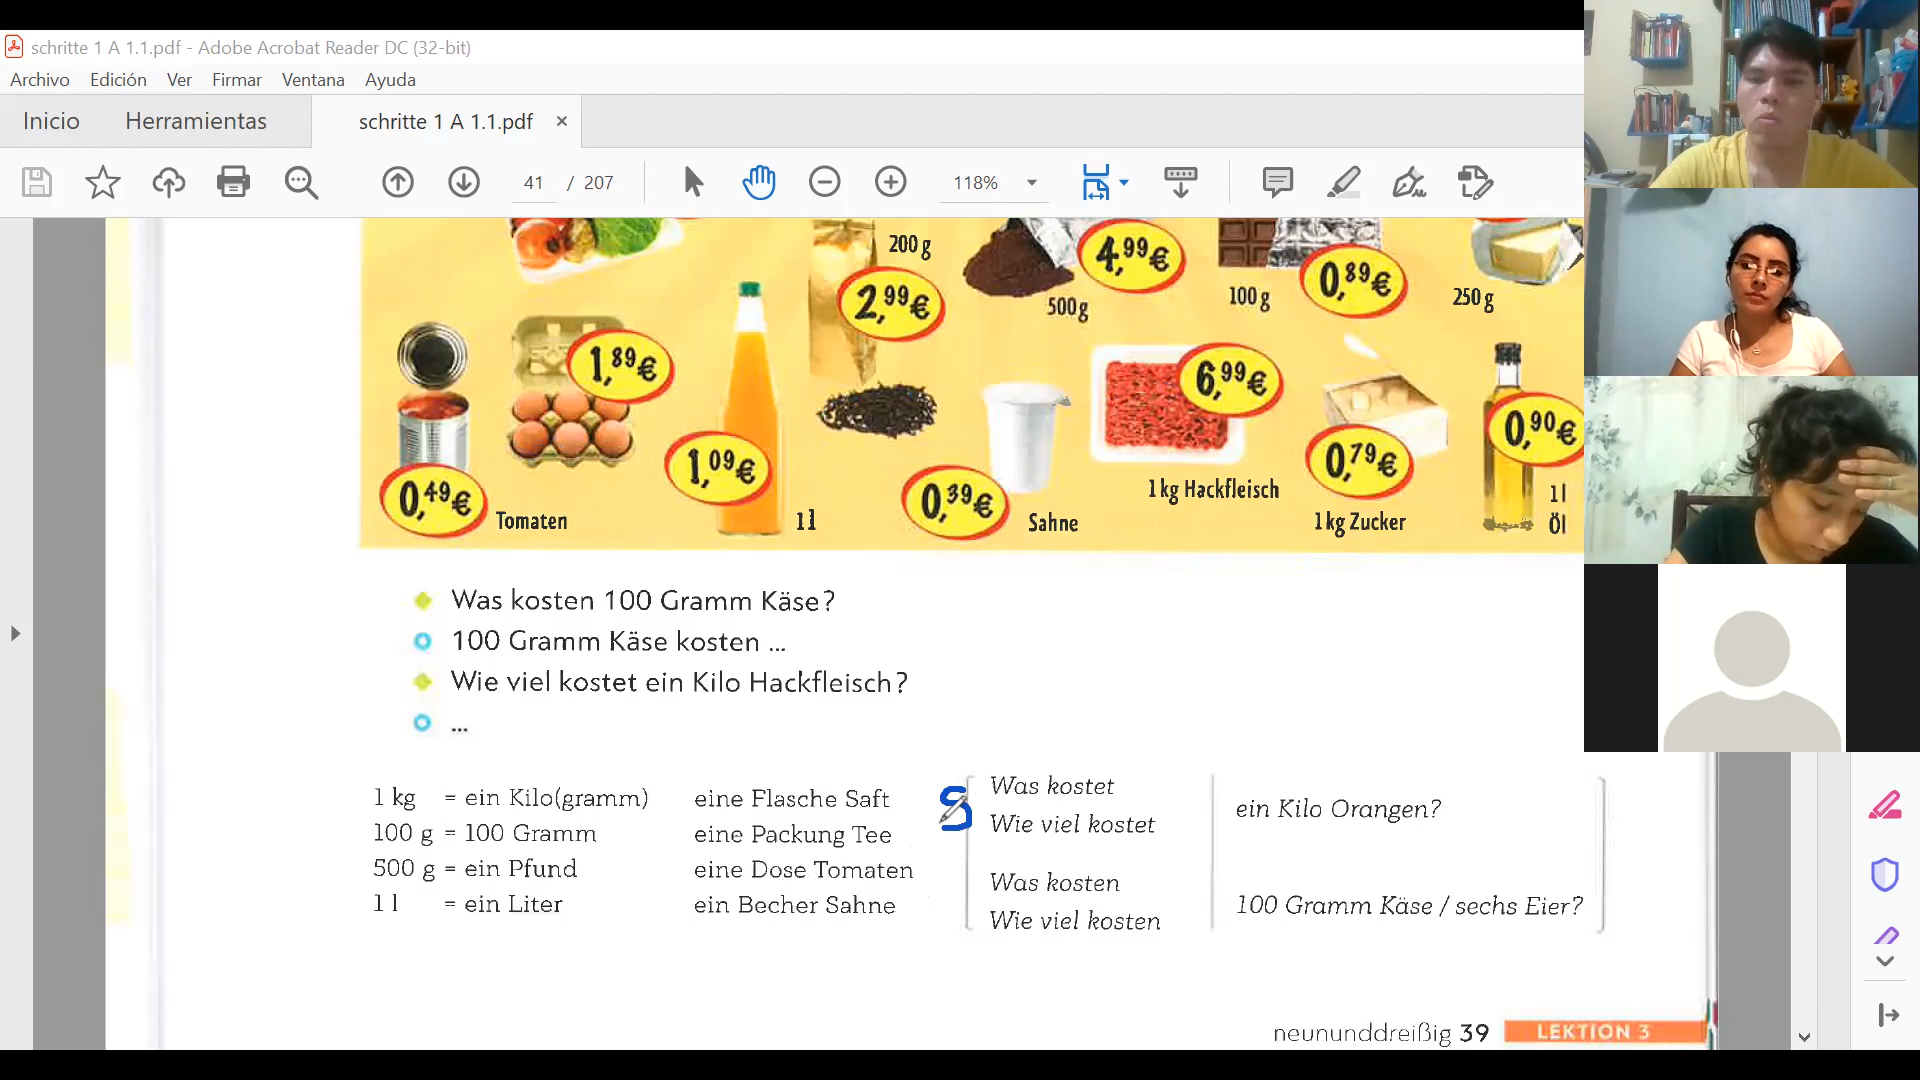 schritte 1 A 1.1.pdf - Adobe Acrobat Reader DC (32-bit)
Archivo Edición Ver Firmar Ventana Ayuda
Inicio Herramientas schritte 1 A 1.1.pdf ×
41 / 207 118%
200 g
4,99€
0,89€
2,99€
500g
100 g
250 g
1,89€
6,99€
0,90€
1,09€
0,79€
0,49€
0,39€
1kg Hackfleisch
1 l
Öl
Tomaten
1 l
Sahne
1kg Zucker
Was kosten 100 Gramm Käse?
100 Gramm Käse kosten ...
Wie viel kostet ein Kilo Hackfleisch?
...
1 kg = ein Kilo(gramm)
100 g = 100 Gramm
500 g = ein Pfund
1 l = ein Liter
eine Flasche Saft
eine Packung Tee
eine Dose Tomaten
ein Becher Sahne
S
Was kostet
Wie viel kostet
ein Kilo Orangen?
Was kosten
Wie viel kosten
100 Gramm Käse / sechs Eier?
neununddreißig 39 LEKTION 3